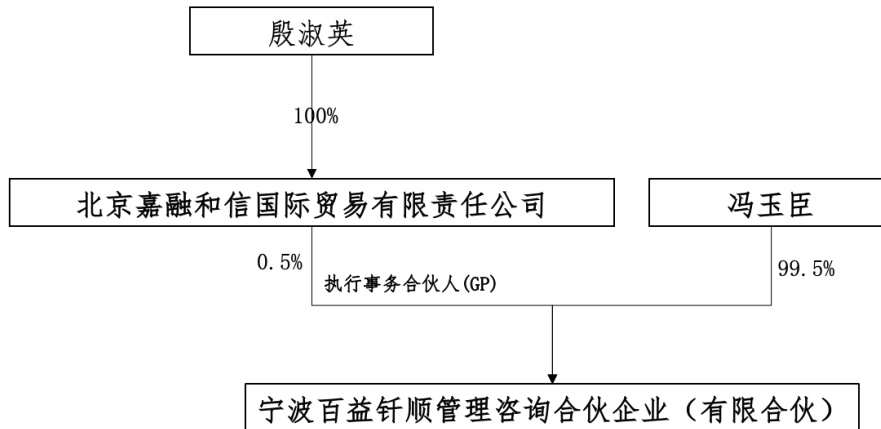 殷淑英
100%
北京嘉融和信国际贸易有限责任公司
冯玉臣
0.5%
执行事务合伙人(GP)
99.5%
宁波百益钎顺管理咨询合伙企业（有限合伙）